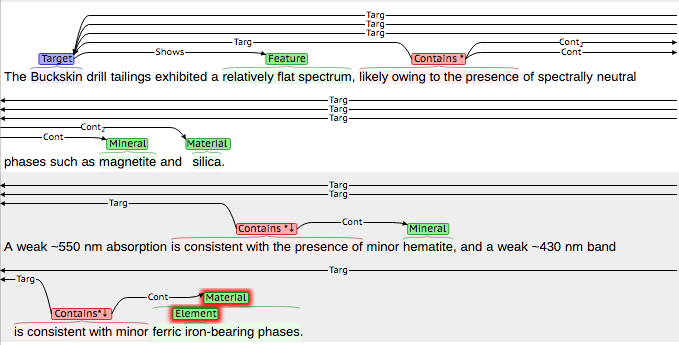 Targ
Targ
Targ
Targ Cont₂
Target Shows Feature Contains * Cont
The Buckskin drill tailings exhibited a relatively flat spectrum, likely owing to the presence of spectrally neutral
Targ
Targ
Targ
Cont₂
Cont Mineral Material
phases such as magnetite and silica.
Targ
Targ
Targ
Contains *↓ Cont Mineral
A weak ~550 nm absorption is consistent with the presence of minor hematite, and a weak ~430 nm band
Targ
Targ
Cont Material
Contains*↓ Element
is consistent with minor ferric iron-bearing phases.